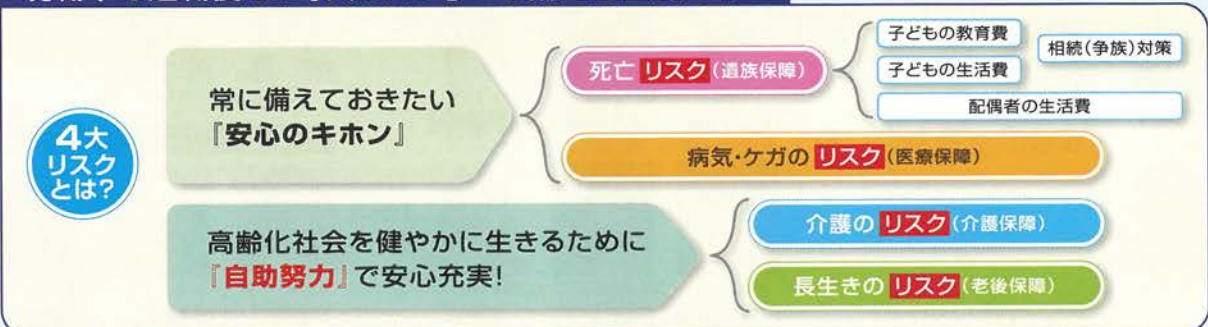 4大
リスク
とは?
常に備えておきたい
『安心のキホン』
死亡 リスク(遺族保障)
子どもの教育費
子どもの生活費
相続(争族)対策
配偶者の生活費
病気・ケガの リスク(医療保障)
高齢化社会を健やかに生きるために
『自助努力』で安心充実!
介護の リスク(介護保障)
長生きの リスク(老後保障)